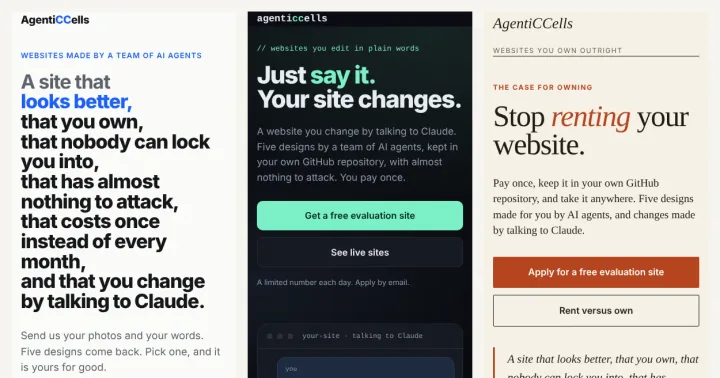 AgentiCCells
WEBSITES MADE BY A TEAM OF AI AGENTS
A site that
looks better,
that you own,
that nobody can lock
you into,
that has almost
nothing to attack,
that costs once
instead of every
month,
and that you change
by talking to Claude.
Send us your photos and your words.
Five designs come back. Pick one, and it
is yours for good.
agenticcells
// websites you edit in plain words
Just say it.
Your site changes.
A website you change by talking to Claude.
Five designs by a team of AI agents, kept in
your own GitHub repository, with almost
nothing to attack. You pay once.
Get a free evaluation site
See live sites
A limited number each day. Apply by email.
your-site · talking to Claude
you
AgentiCCells
WEBSITES YOU OWN OUTRIGHT
THE CASE FOR OWNING
Stop renting your
website.
Pay once, keep it in your own GitHub
repository, and take it anywhere. Five designs
made for you by AI agents, and changes made
by talking to Claude.
Apply for a free evaluation site
Rent versus own
A site that looks better, that you own, that
nobody can lock you into, that has